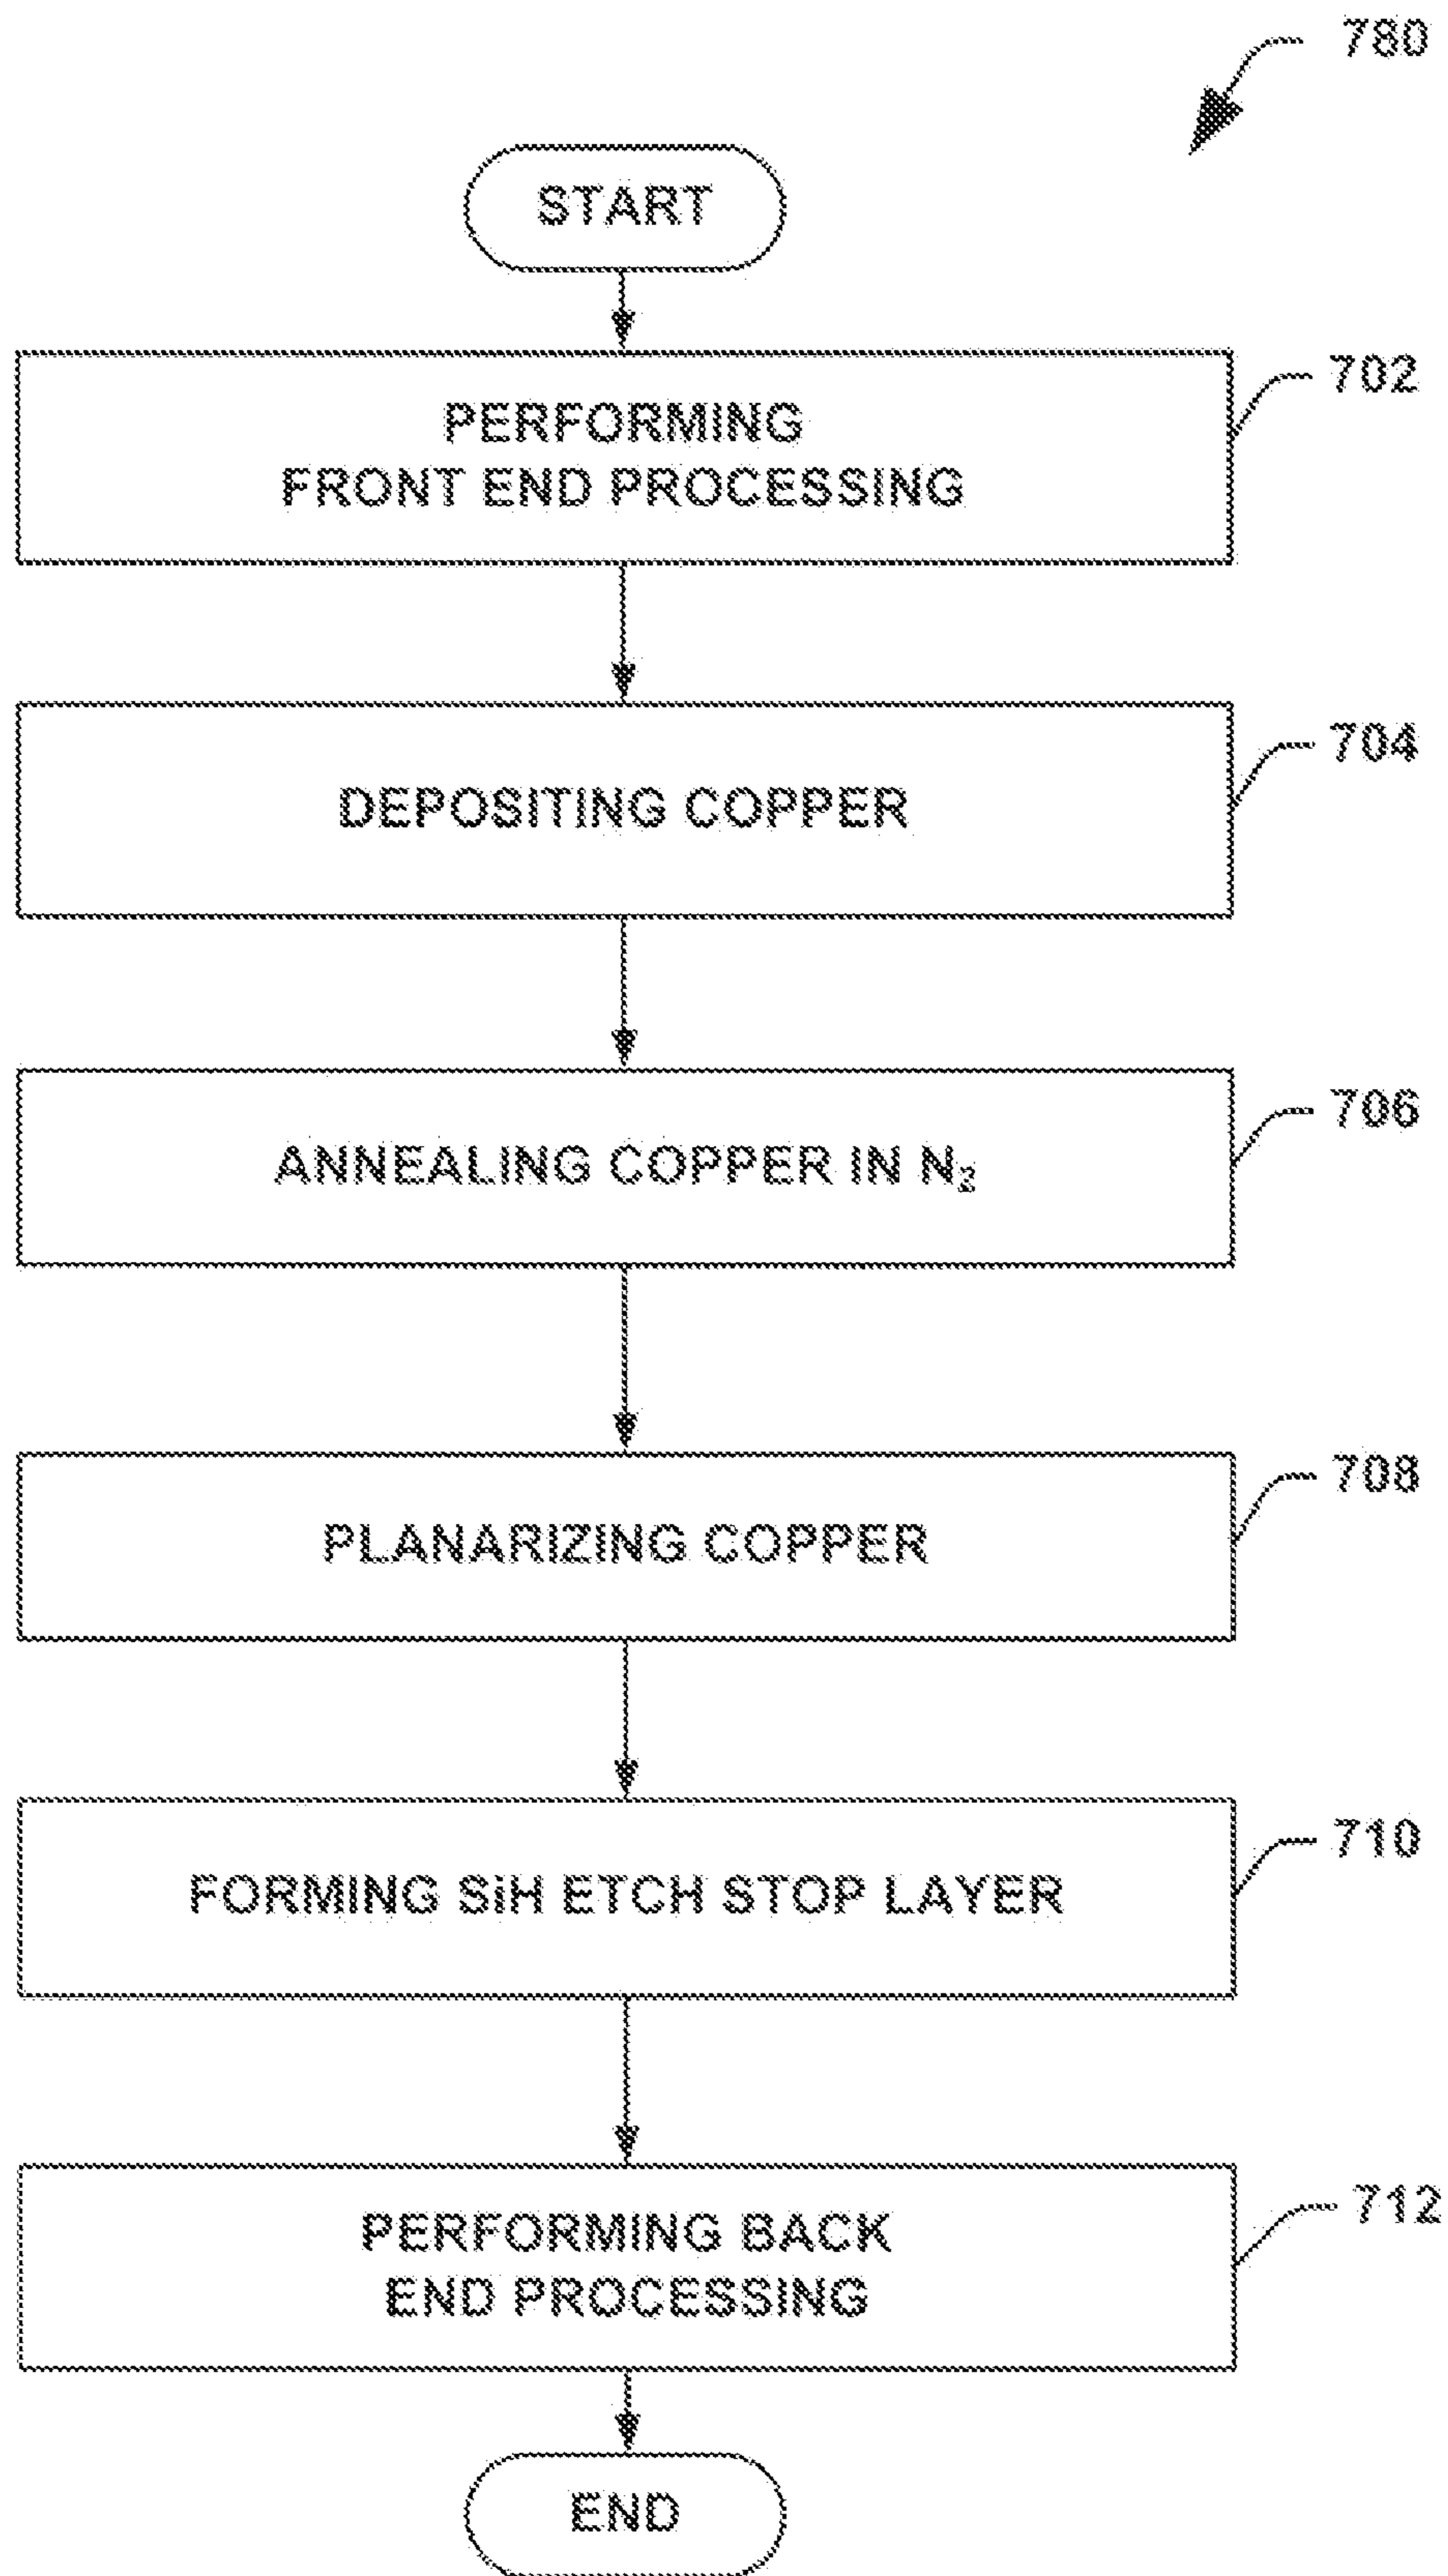 780
START
702
PERFORMING
FRONT END PROCESSING
704
DEPOSITING COPPER
706
ANNEALING COPPER IN N₂
708
PLANARIZING COPPER
710
FORMING SiH ETCH STOP LAYER
712
PERFORMING BACK
END PROCESSING
END